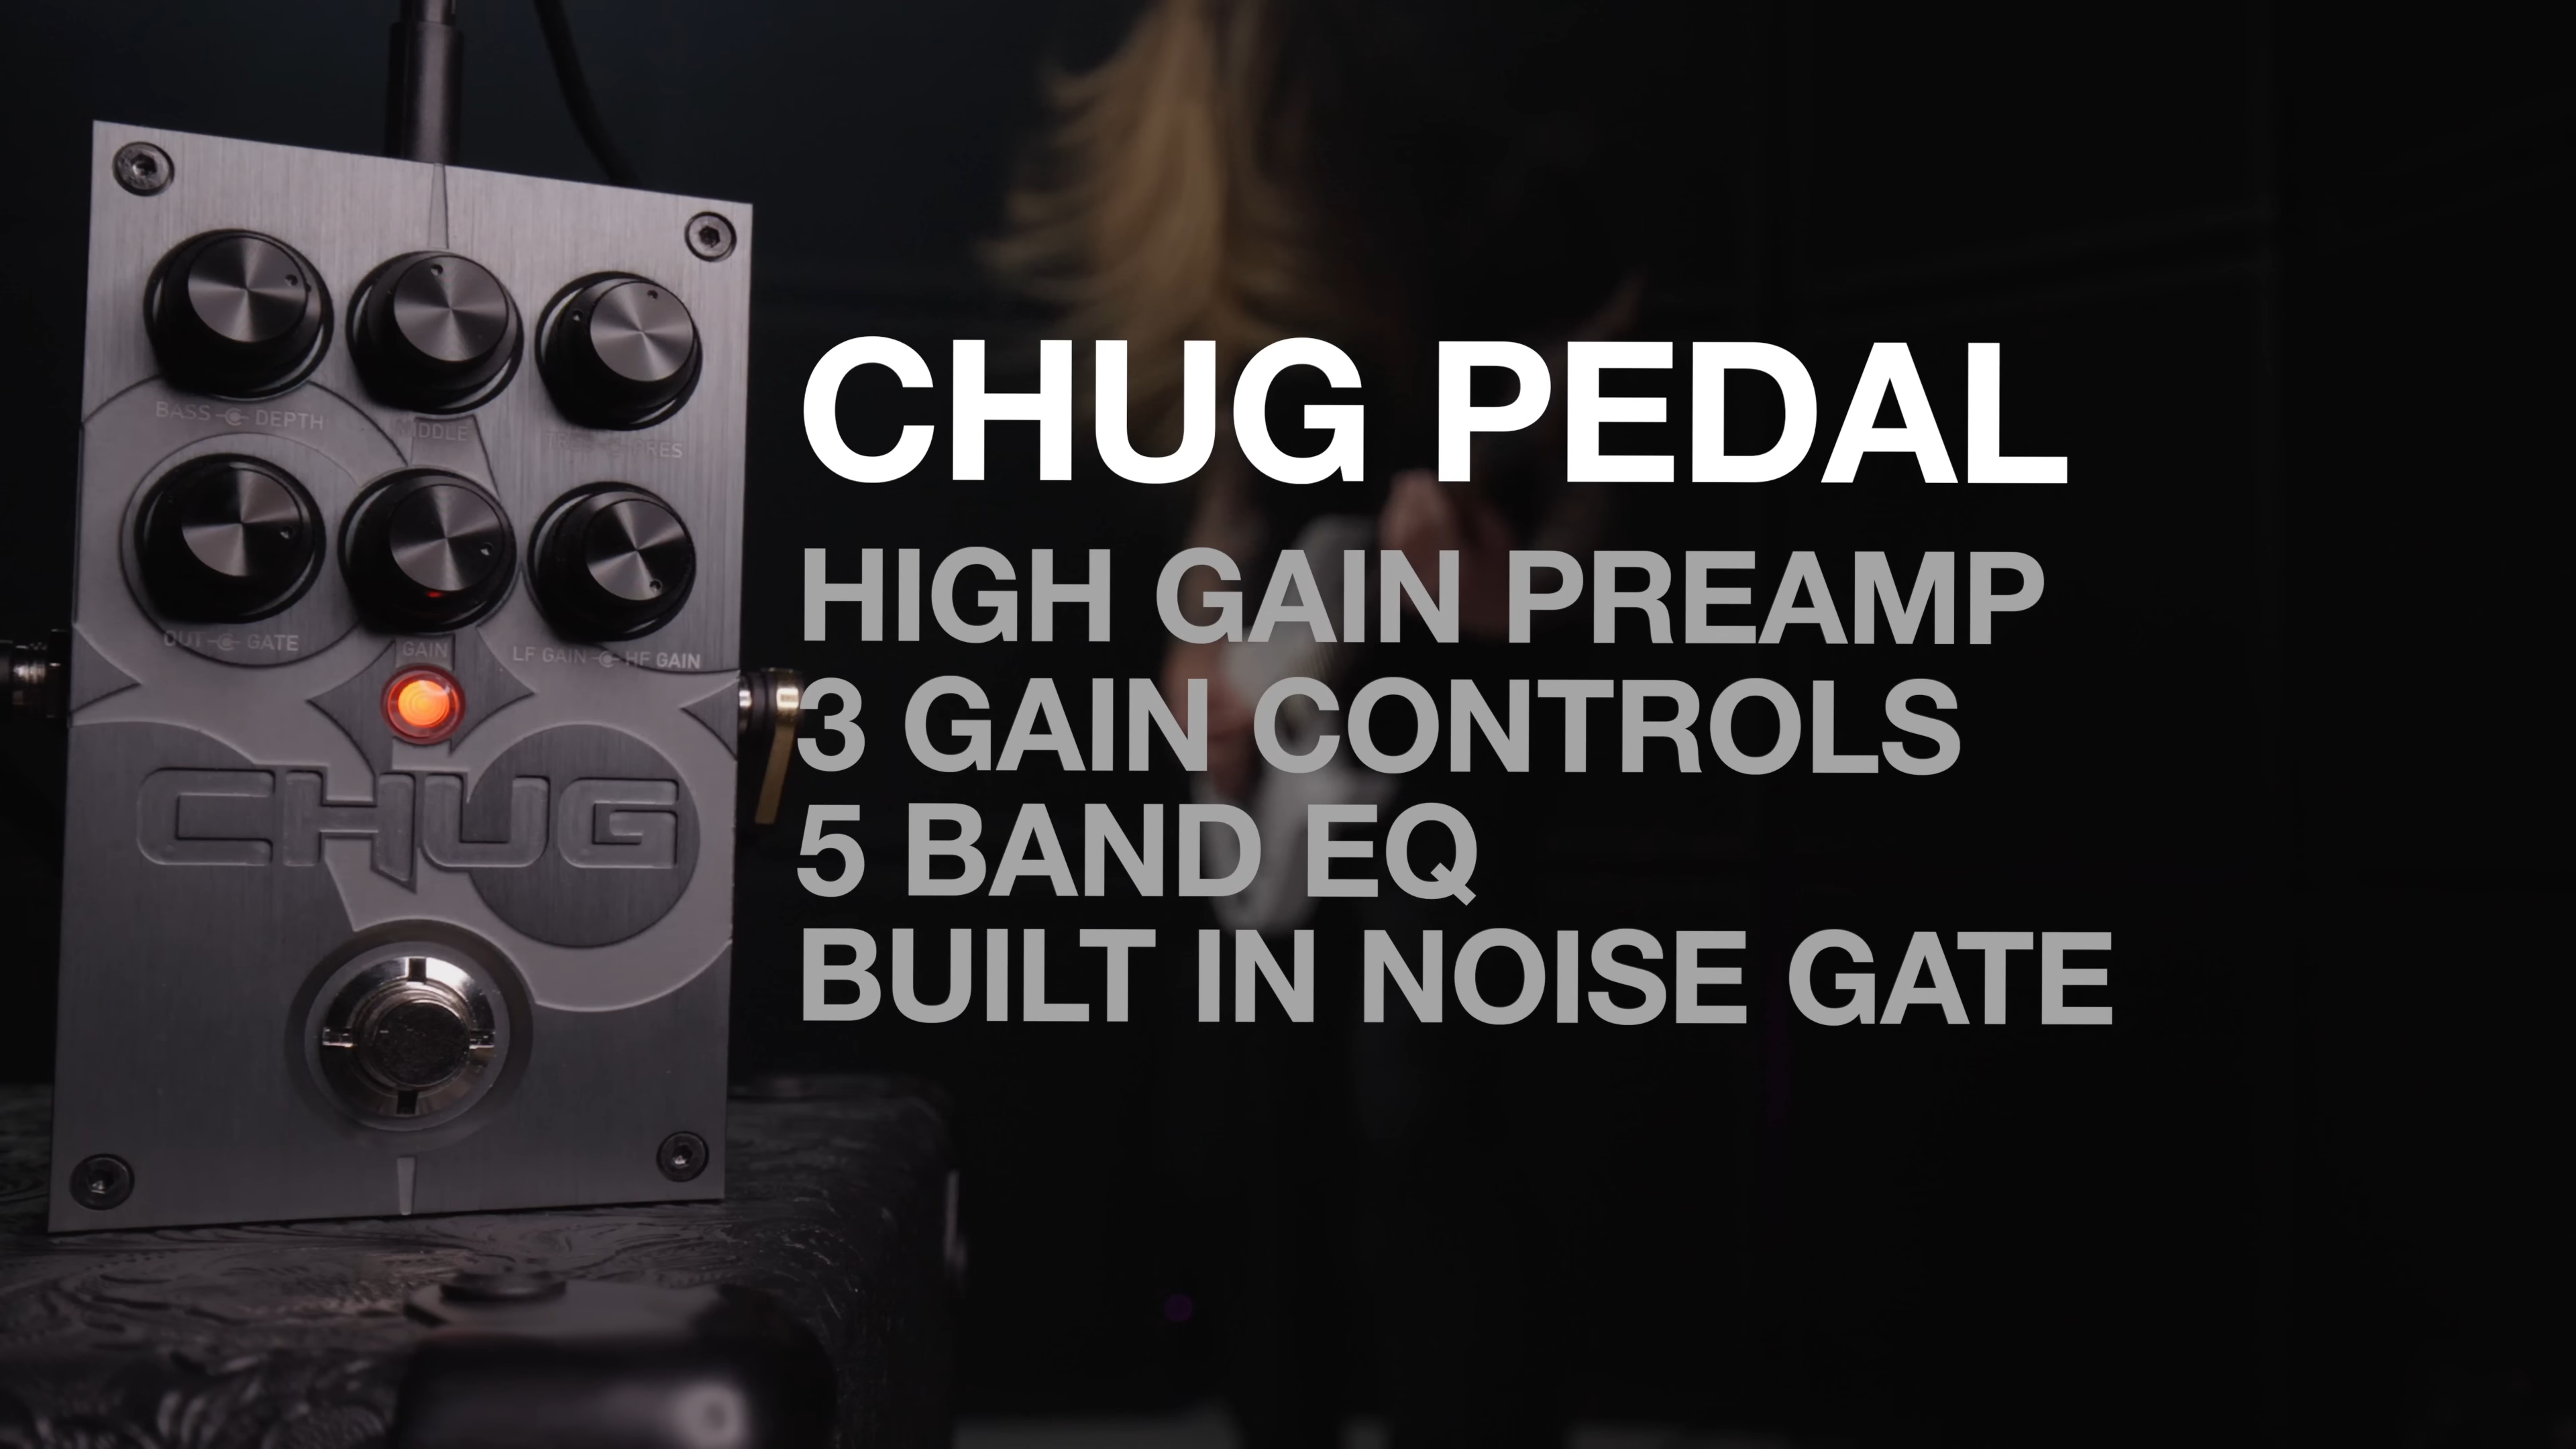 CHUG PEDAL
HIGH GAIN PREAMP
3 GAIN CONTROLS
5 BAND EQ
BUILT IN NOISE GATE
BASS DEPTH
MIDDLE
PRES
OUT GATE
GAIN
LF GAIN HF GAIN
CHUG